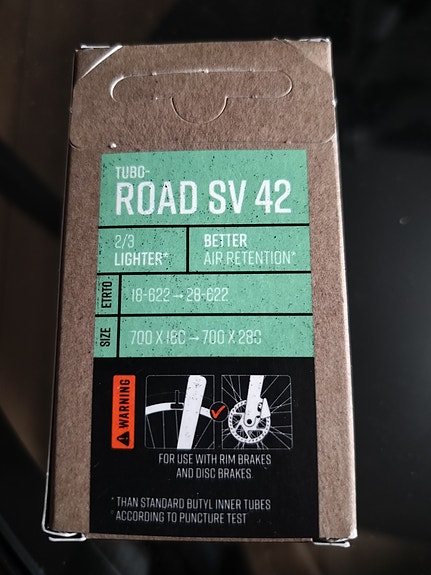 TUBO-
ROAD SV 42
2/3
LIGHTER*
BETTER
AIR RETENTION*
ETRTO
18-622 → 28-622
SIZE
700 X 18C → 700 X 28C
WARNING
FOR USE WITH RIM BRAKES
AND DISC BRAKES.
* THAN STANDARD BUTYL INNER TUBES
* ACCORDING TO PUNCTURE TEST